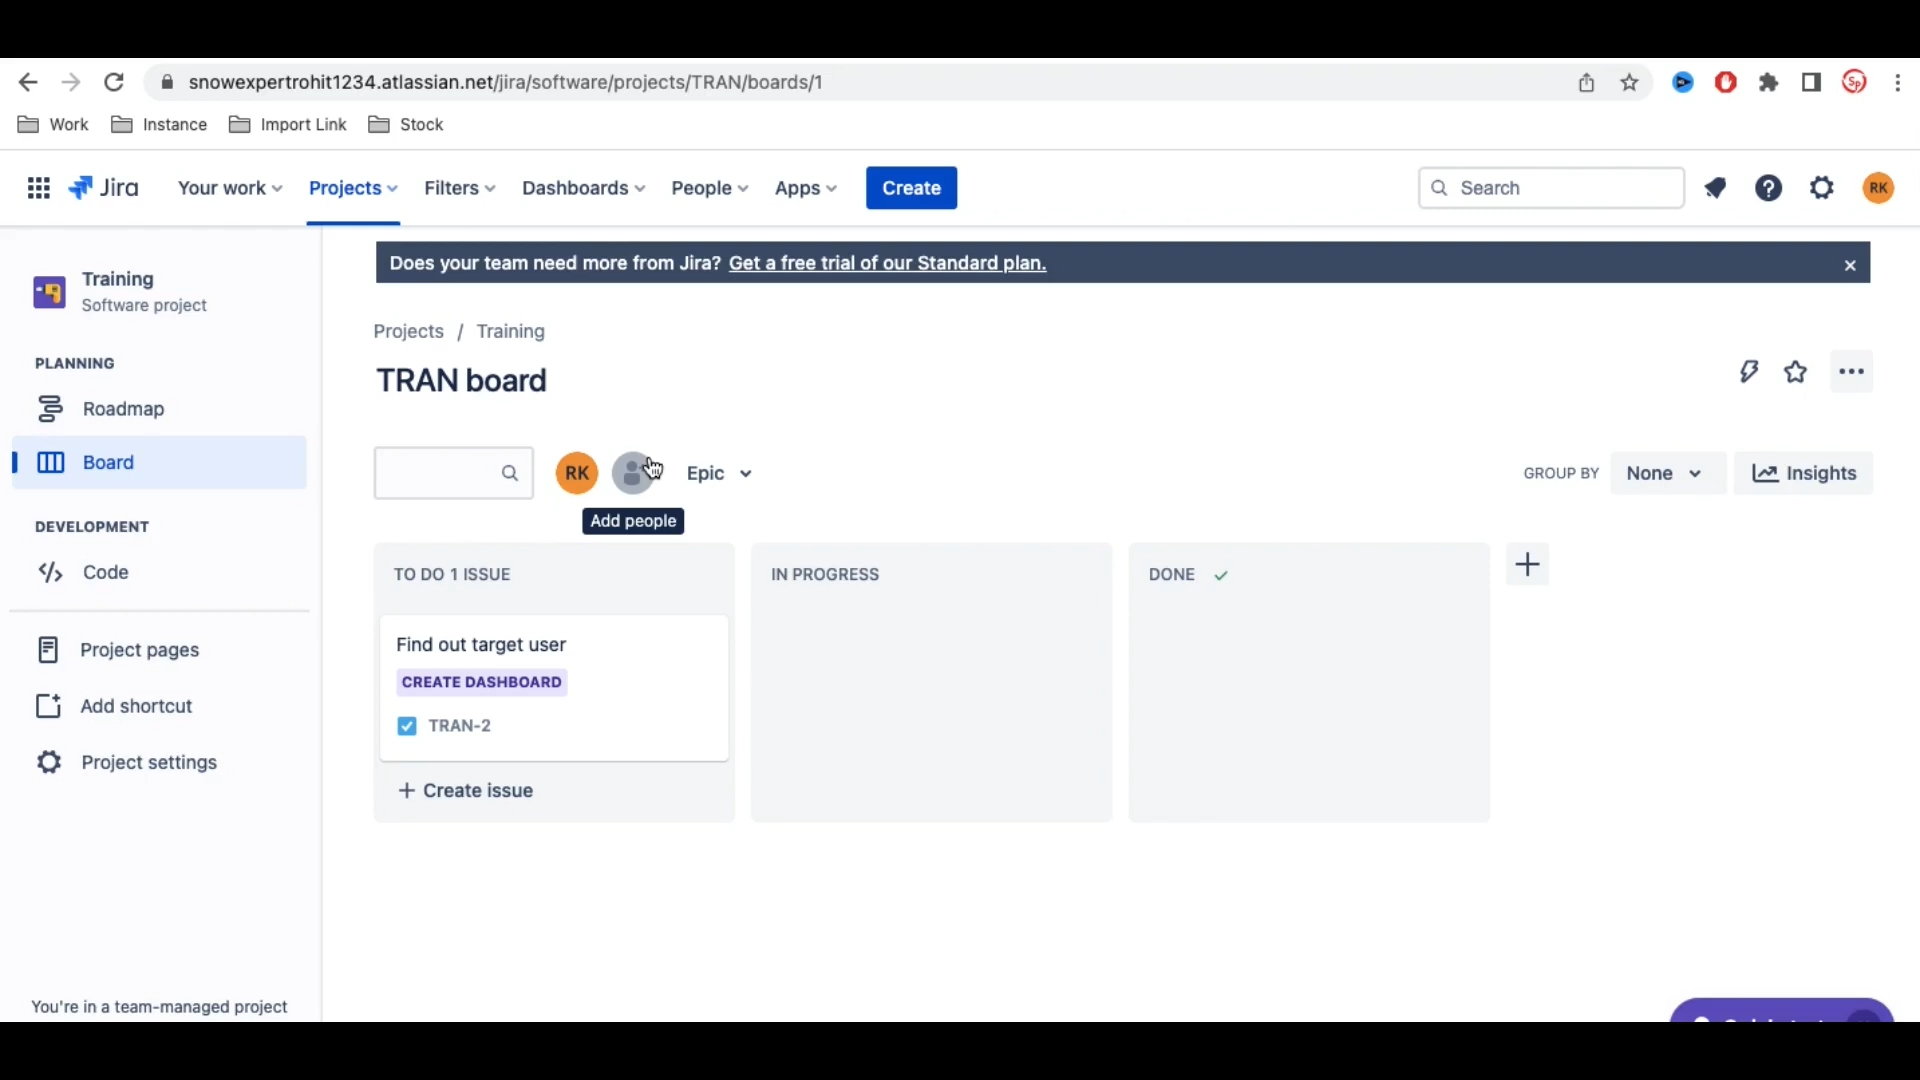 snowexpertrohit1234.atlassian.net/jira/software/projects/TRAN/boards/1
Sp
Work Instance Import Link Stock
Jira Your work Projects Filters Dashboards People Apps Create Search RK
Does your team need more from Jira? Get a free trial of our Standard plan.
Training
Software project
Projects / Training
PLANNING
TRAN board
Roadmap
Board
RK Epic GROUP BY None Insights
Add people
DEVELOPMENT
Code
TO DO 1 ISSUE IN PROGRESS DONE
Find out target user
CREATE DASHBOARD
TRAN-2
Create issue
Project pages
Add shortcut
Project settings
You're in a team-managed project